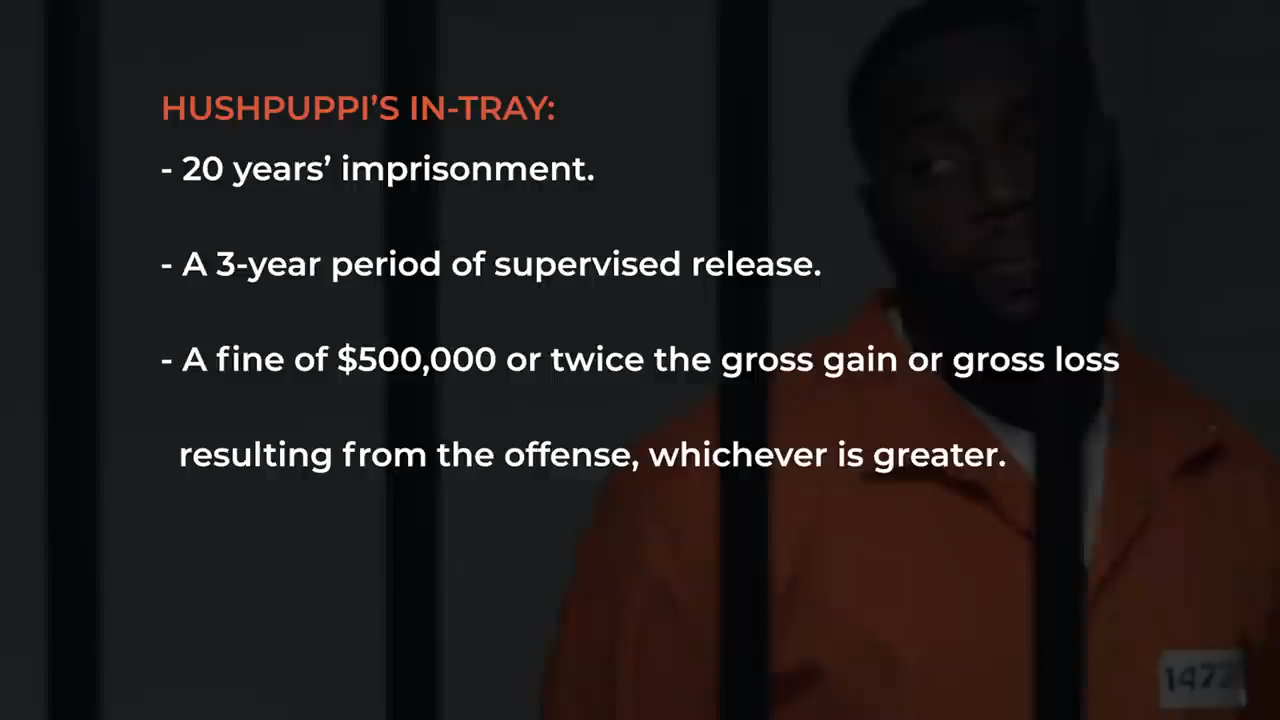 HUSHPUPPI’S IN-TRAY:
- 20 years’ imprisonment.
- A 3-year period of supervised release.
- A fine of $500,000 or twice the gross gain or gross loss
resulting from the offense, whichever is greater.
1472